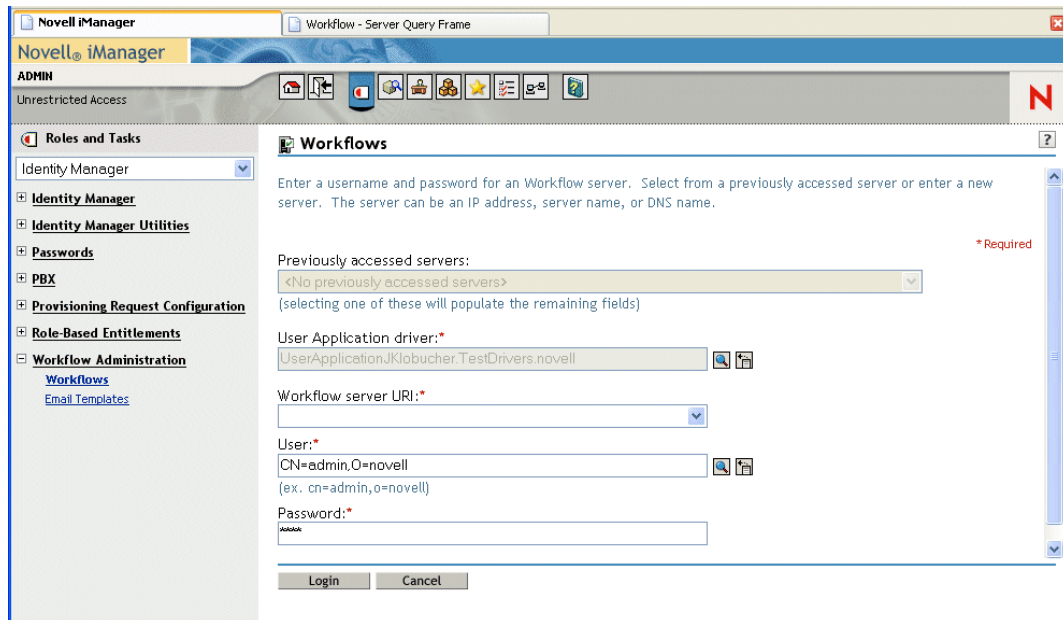 Novell iManager
Workflow - Server Query Frame
Novell® iManager
ADMIN
Unrestricted Access
N
Roles and Tasks
Identity Manager
Identity Manager
Identity Manager Utilities
Passwords
PBX
Provisioning Request Configuration
Role-Based Entitlements
Workflow Administration
Workflows
Email Templates
Workflows
?
Enter a username and password for an Workflow server. Select from a previously accessed server or enter a new
server. The server can be an IP address, server name, or DNS name.
* Required
Previously accessed servers:
<No previously accessed servers>
(selecting one of these will populate the remaining fields)
User Application driver:*
UserApplicationJKlobucher.TestDrivers.novell
Workflow server URI:*
User:*
CN=admin,O=novell
(ex. cn=admin,o=novell)
Password:*
****
Login
Cancel